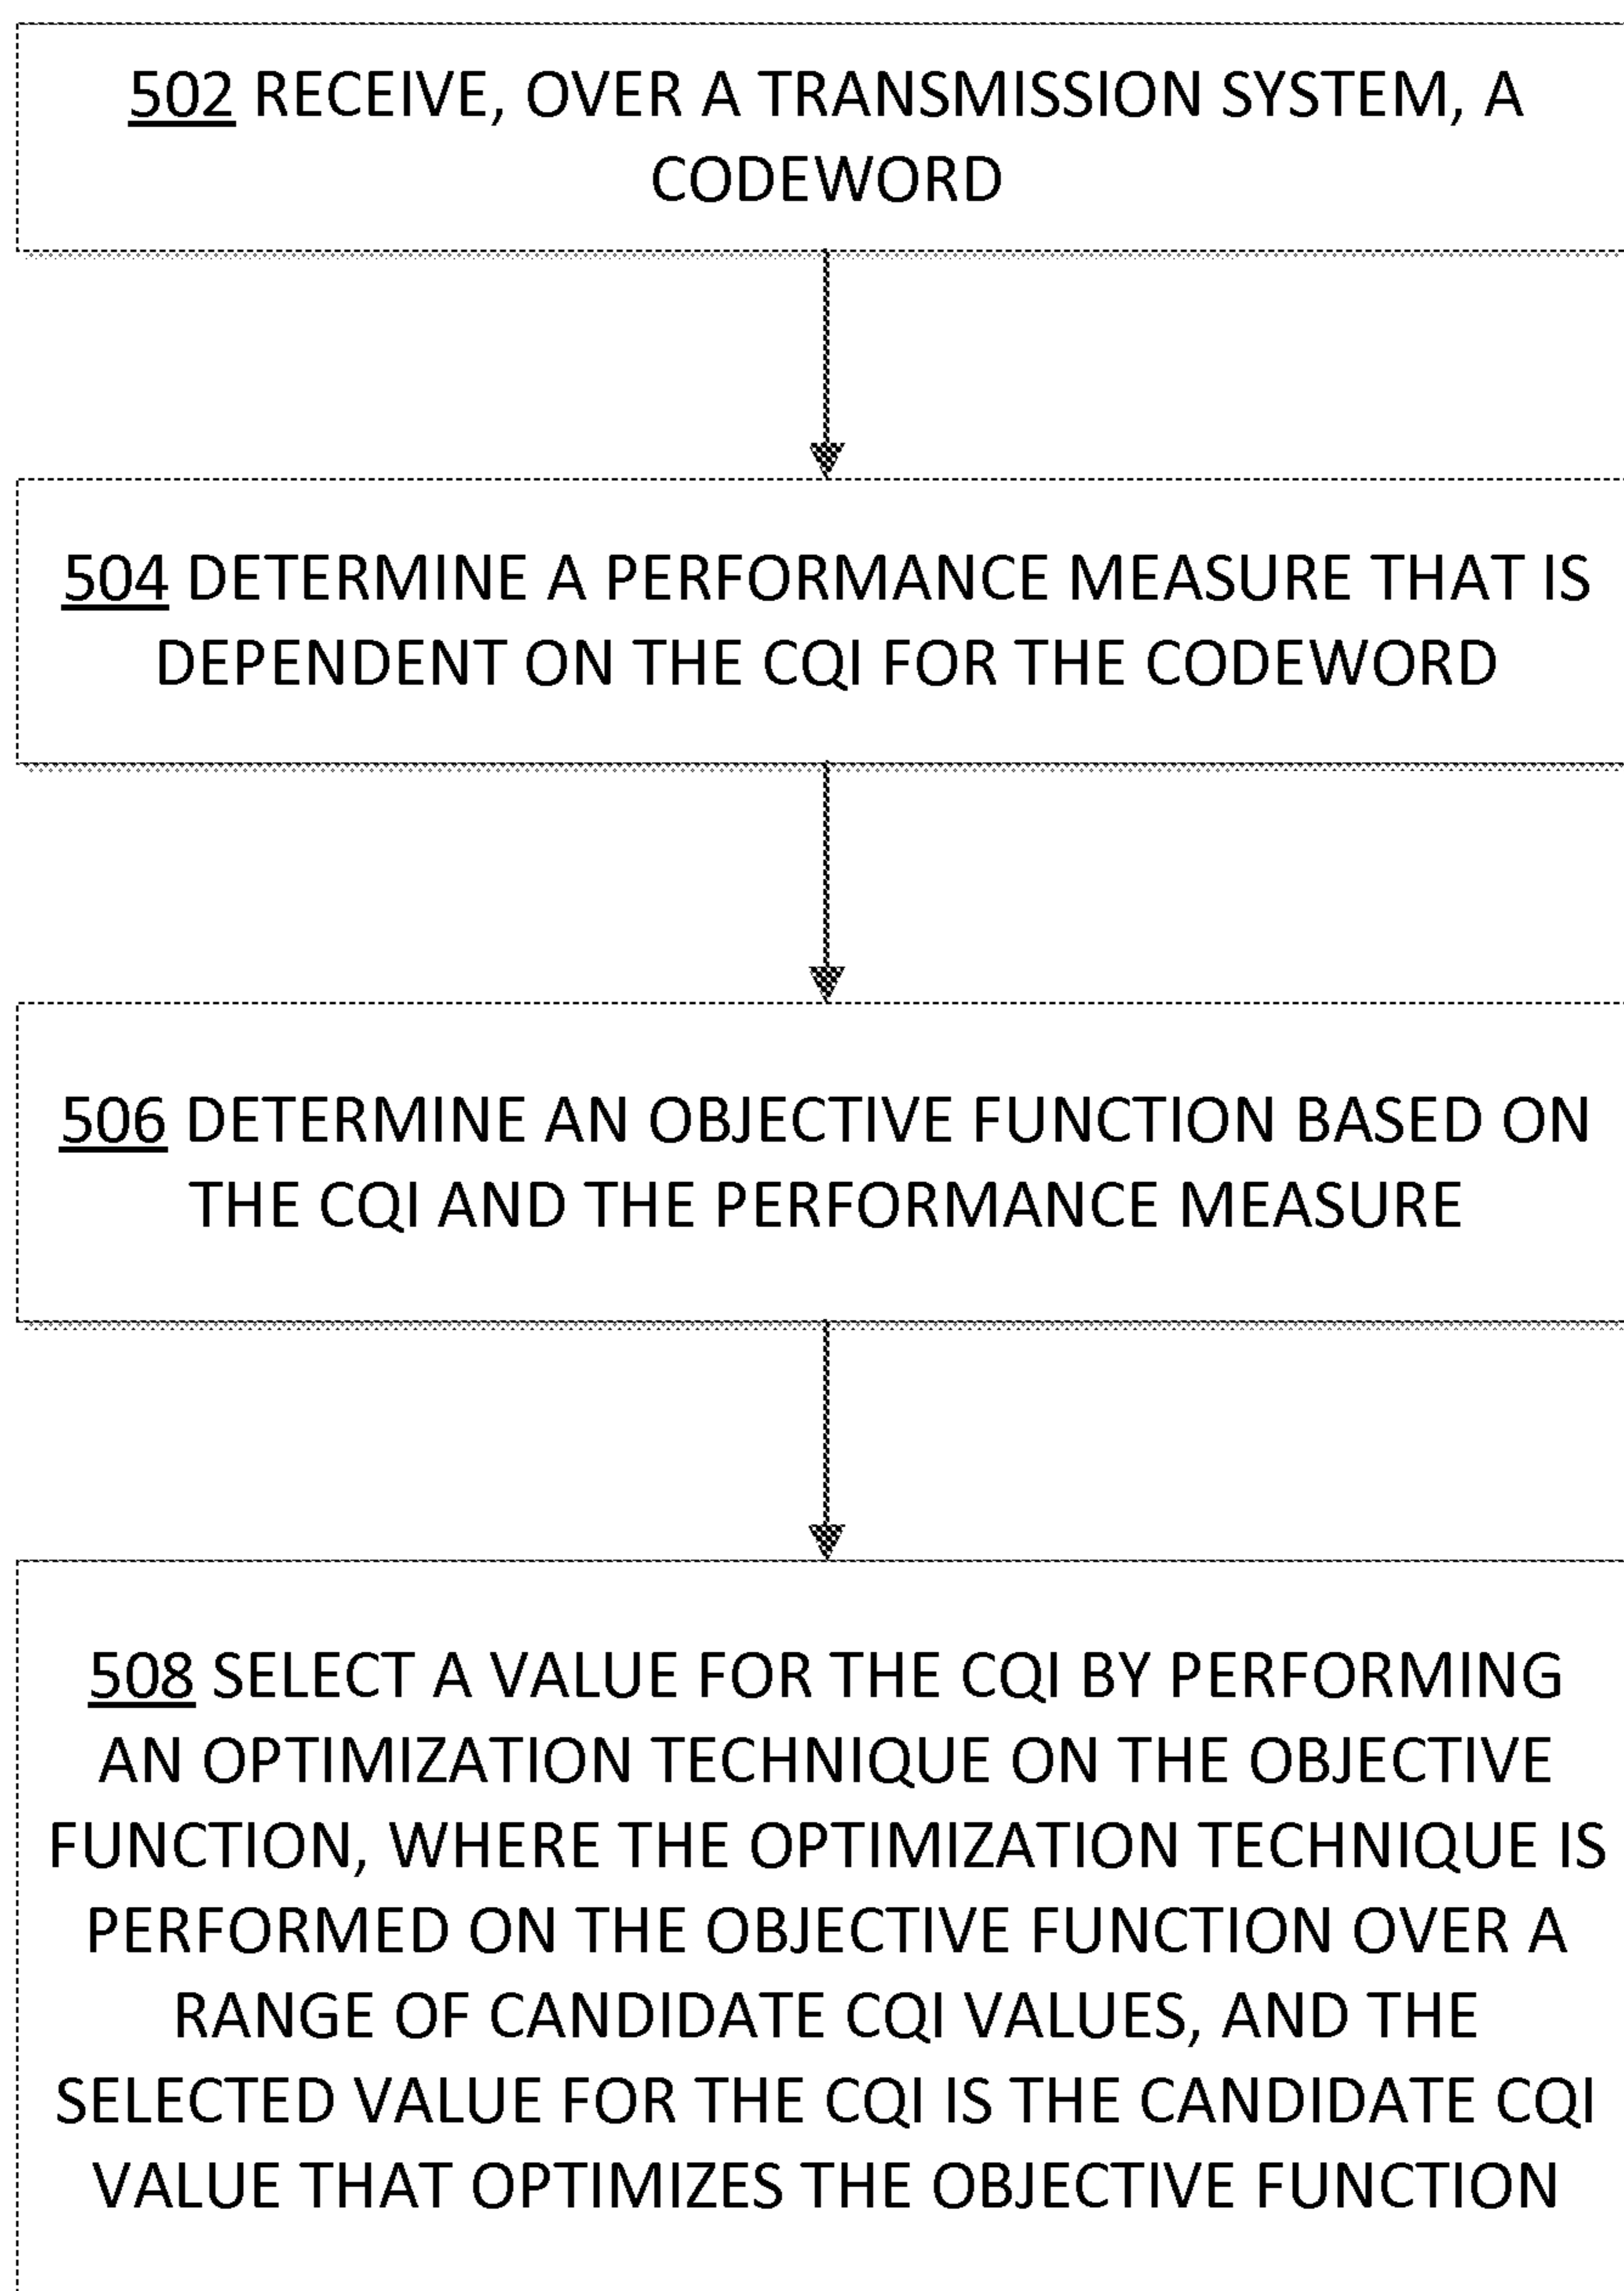 502 RECEIVE, OVER A TRANSMISSION SYSTEM, A
CODEWORD
504 DETERMINE A PERFORMANCE MEASURE THAT IS
DEPENDENT ON THE CQI FOR THE CODEWORD
506 DETERMINE AN OBJECTIVE FUNCTION BASED ON
THE CQI AND THE PERFORMANCE MEASURE
508 SELECT A VALUE FOR THE CQI BY PERFORMING
AN OPTIMIZATION TECHNIQUE ON THE OBJECTIVE
FUNCTION, WHERE THE OPTIMIZATION TECHNIQUE IS
PERFORMED ON THE OBJECTIVE FUNCTION OVER A
RANGE OF CANDIDATE CQI VALUES, AND THE
SELECTED VALUE FOR THE CQI IS THE CANDIDATE CQI
VALUE THAT OPTIMIZES THE OBJECTIVE FUNCTION